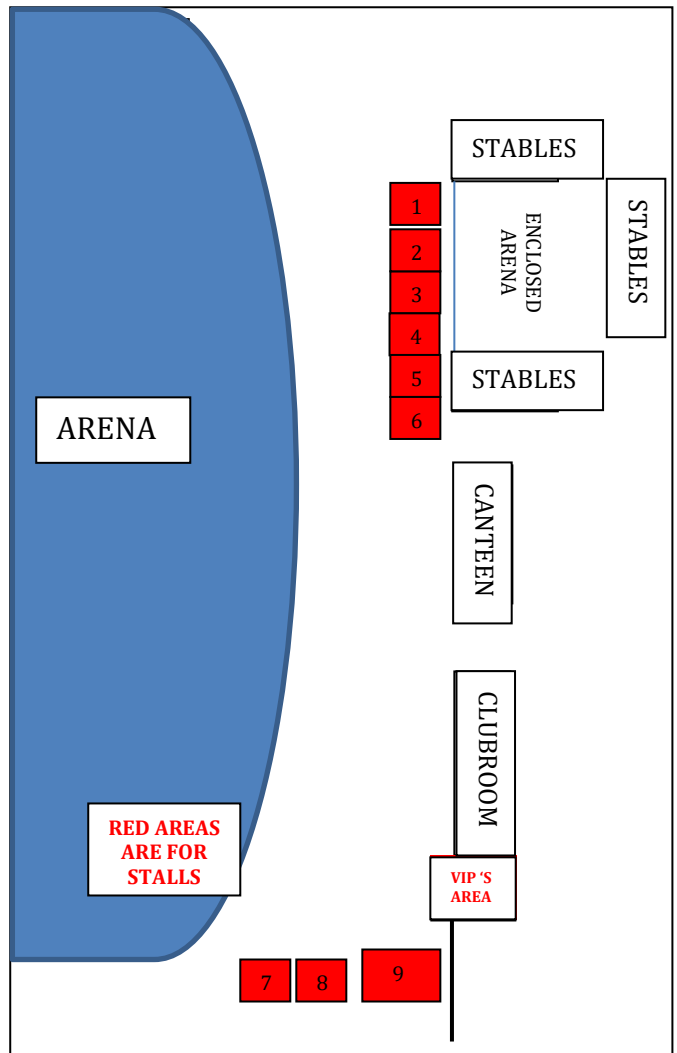 STABLES
1
ENCLOSED
ARENA
STABLES
2
3
4
5
STABLES
6
ARENA
CANTEEN
CLUBROOM
RED AREAS
ARE FOR
STALLS
VIP ‘S
AREA
7
8
9